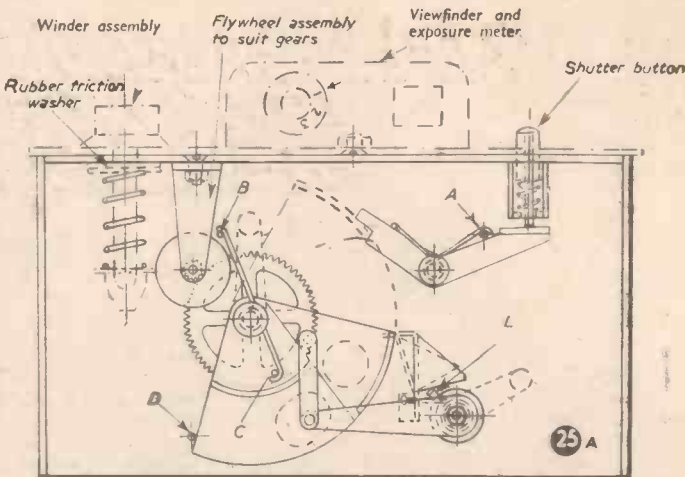 Winder assembly
Flywheel assembly
to suit gears
Viewfinder and
exposure meter.
Shutter button
Rubber friction
washer
B
A
L
D
C
25 A